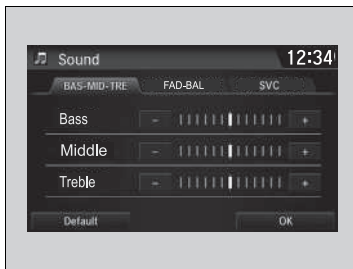 Sound 12:34
BAS-MID-TRE FAD-BAL SVC
Bass - +
Middle - +
Treble - +
Default OK